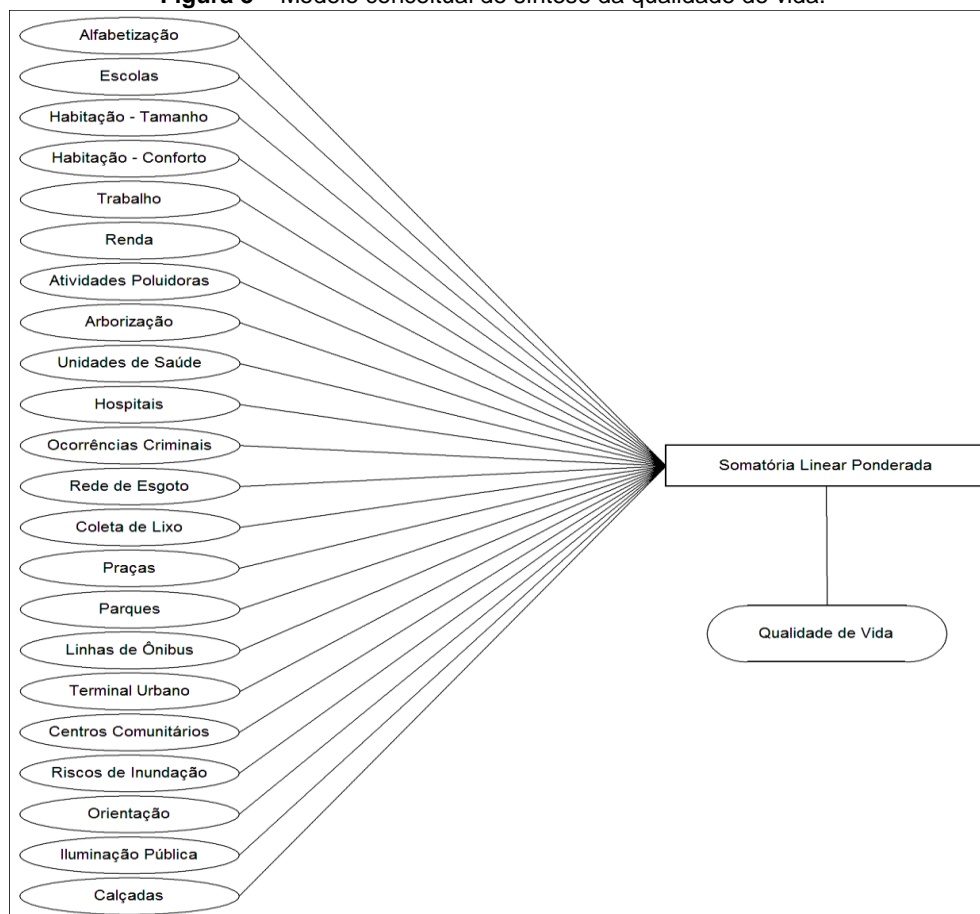 Figura 3 – Modelo conceitual de síntese da qualidade de vida.
Alfabetização
Escolas
Habitação - Tamanho
Habitação - Conforto
Trabalho
Renda
Atividades Poluidoras
Arborização
Unidades de Saúde
Hospitais
Ocorrências Criminais
Rede de Esgoto
Coleta de Lixo
Praças
Parques
Linhas de Ônibus
Terminal Urbano
Centros Comunitários
Riscos de Inundação
Orientação
Iluminação Pública
Calçadas
Somatória Linear Ponderada
Qualidade de Vida